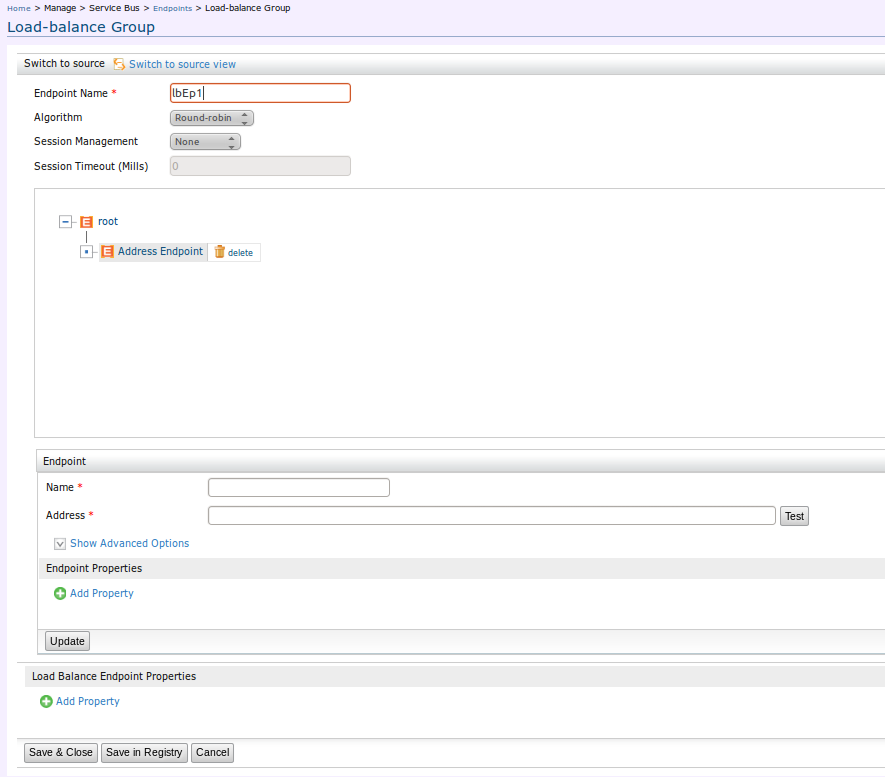 Home > Manage > Service Bus > Endpoints > Load-balance Group
Load-balance Group
Switch to source Switch to source view
Endpoint Name * lbEp1
Algorithm Round-robin
Session Management None
Session Timeout (Mills) 0
root
Address Endpoint delete
Endpoint
Name *
Address * Test
Show Advanced Options
Endpoint Properties
Add Property
Update
Load Balance Endpoint Properties
Add Property
Save & Close Save in Registry Cancel